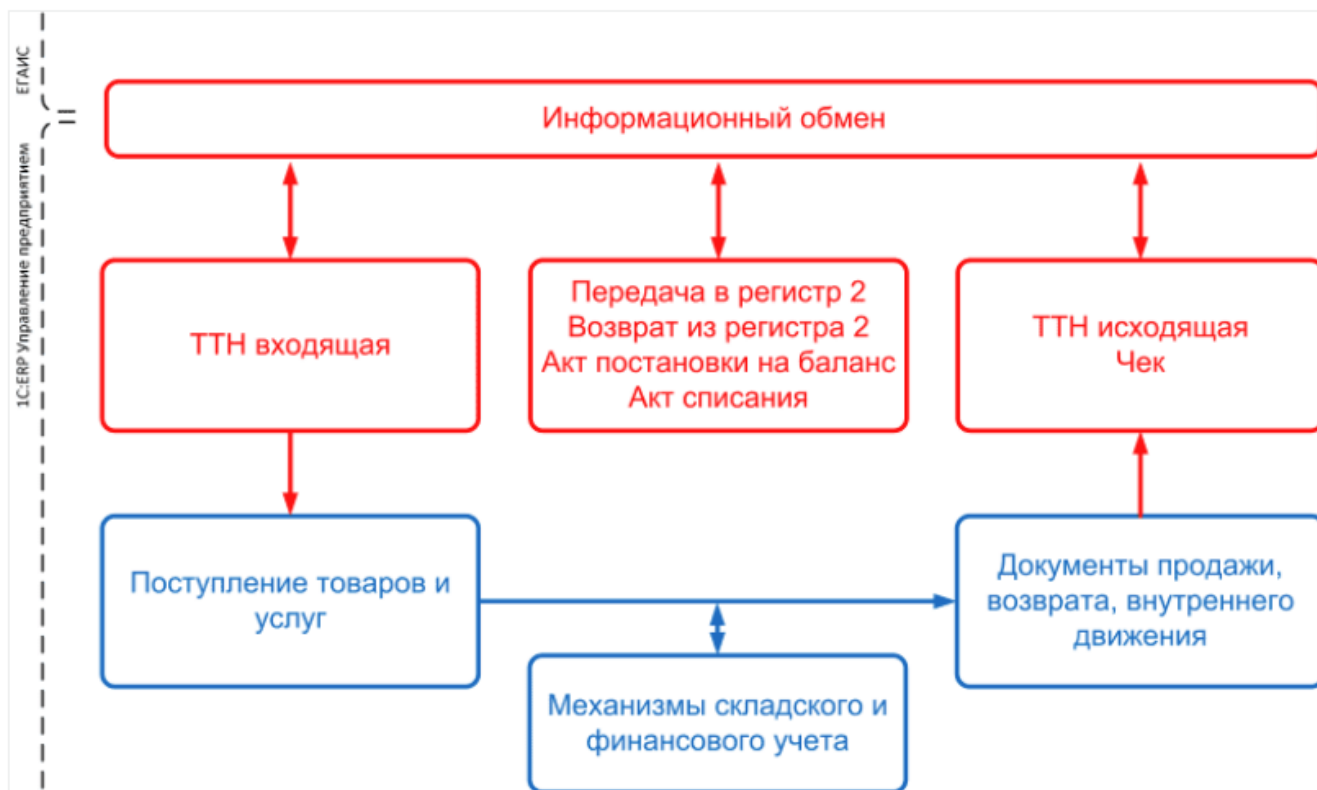 ЕГАИС
1С:ERP Управление предприятием
Информационный обмен
ТТН входящая
Передача в регистр 2
Возврат из регистра 2
Акт постановки на баланс
Акт списания
ТТН исходящая
Чек
Поступление товаров и
услуг
Документы продажи,
возврата, внутреннего
движения
Механизмы складского и
финансового учета